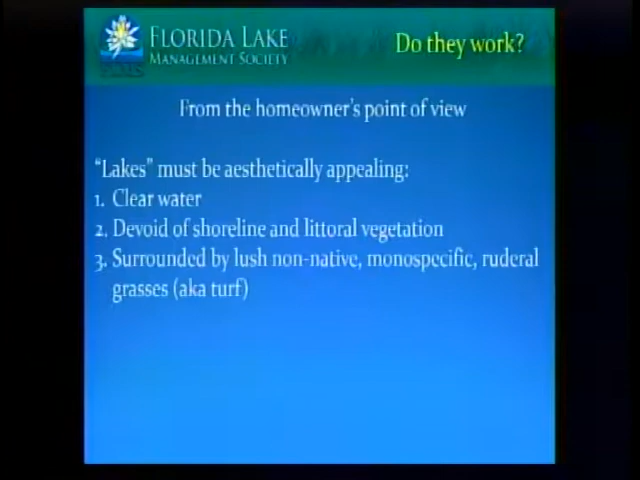 FLORIDA LAKE
MANAGEMENT SOCIETY
Do they work?
From the homeowner's point of view
"Lakes" must be aesthetically appealing:
1. Clear water
2. Devoid of shoreline and littoral vegetation
3. Surrounded by lush non-native, monospecific, ruderal
grasses (aka turf)